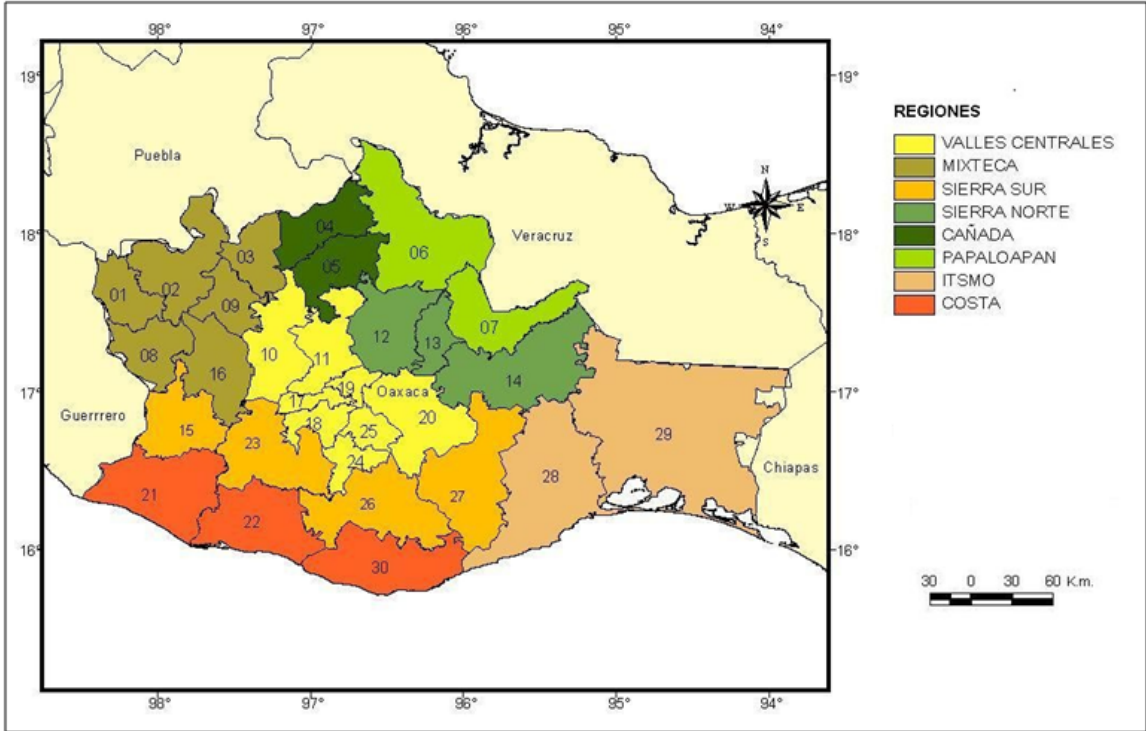 98° 97° 96° 95° 94°
19° 19°
REGIONES
VALLES CENTRALES
MIXTECA
SIERRA SUR
SIERRA NORTE
CAÑADA
PAPALOAPAN
ITSMO
COSTA
Puebla
N
W E
S
04
18° Veracruz 18°
03 06
05
01 02
09 07
12 13
08 10 11
16 14
19
17° Oaxaca 17°
17
Guerrrero 20
15 23 18 25 29
24 28 Chiapas
21 26 27
22
16° 16°
30
30 0 30 60 K.m.
98° 97° 96° 95° 94°